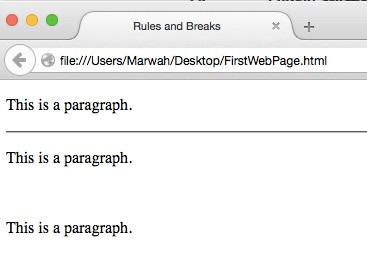 Rules and Breaks
file:///Users/Marwah/Desktop/FirstWebPage.html
This is a paragraph.
This is a paragraph.
This is a paragraph.